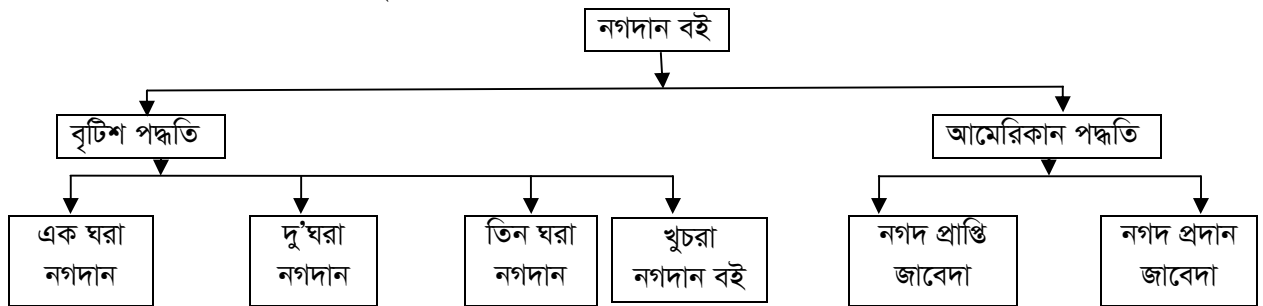 নগদান বই
বৃটিশ পদ্ধতি
আমেরিকান পদ্ধতি
এক ঘরা
নগদান
দু'ঘরা
নগদান
তিন ঘরা
নগদান
খুচরা
নগদান বই
নগদ প্রাপ্তি
জাবেদা
নগদ প্রদান
জাবেদা